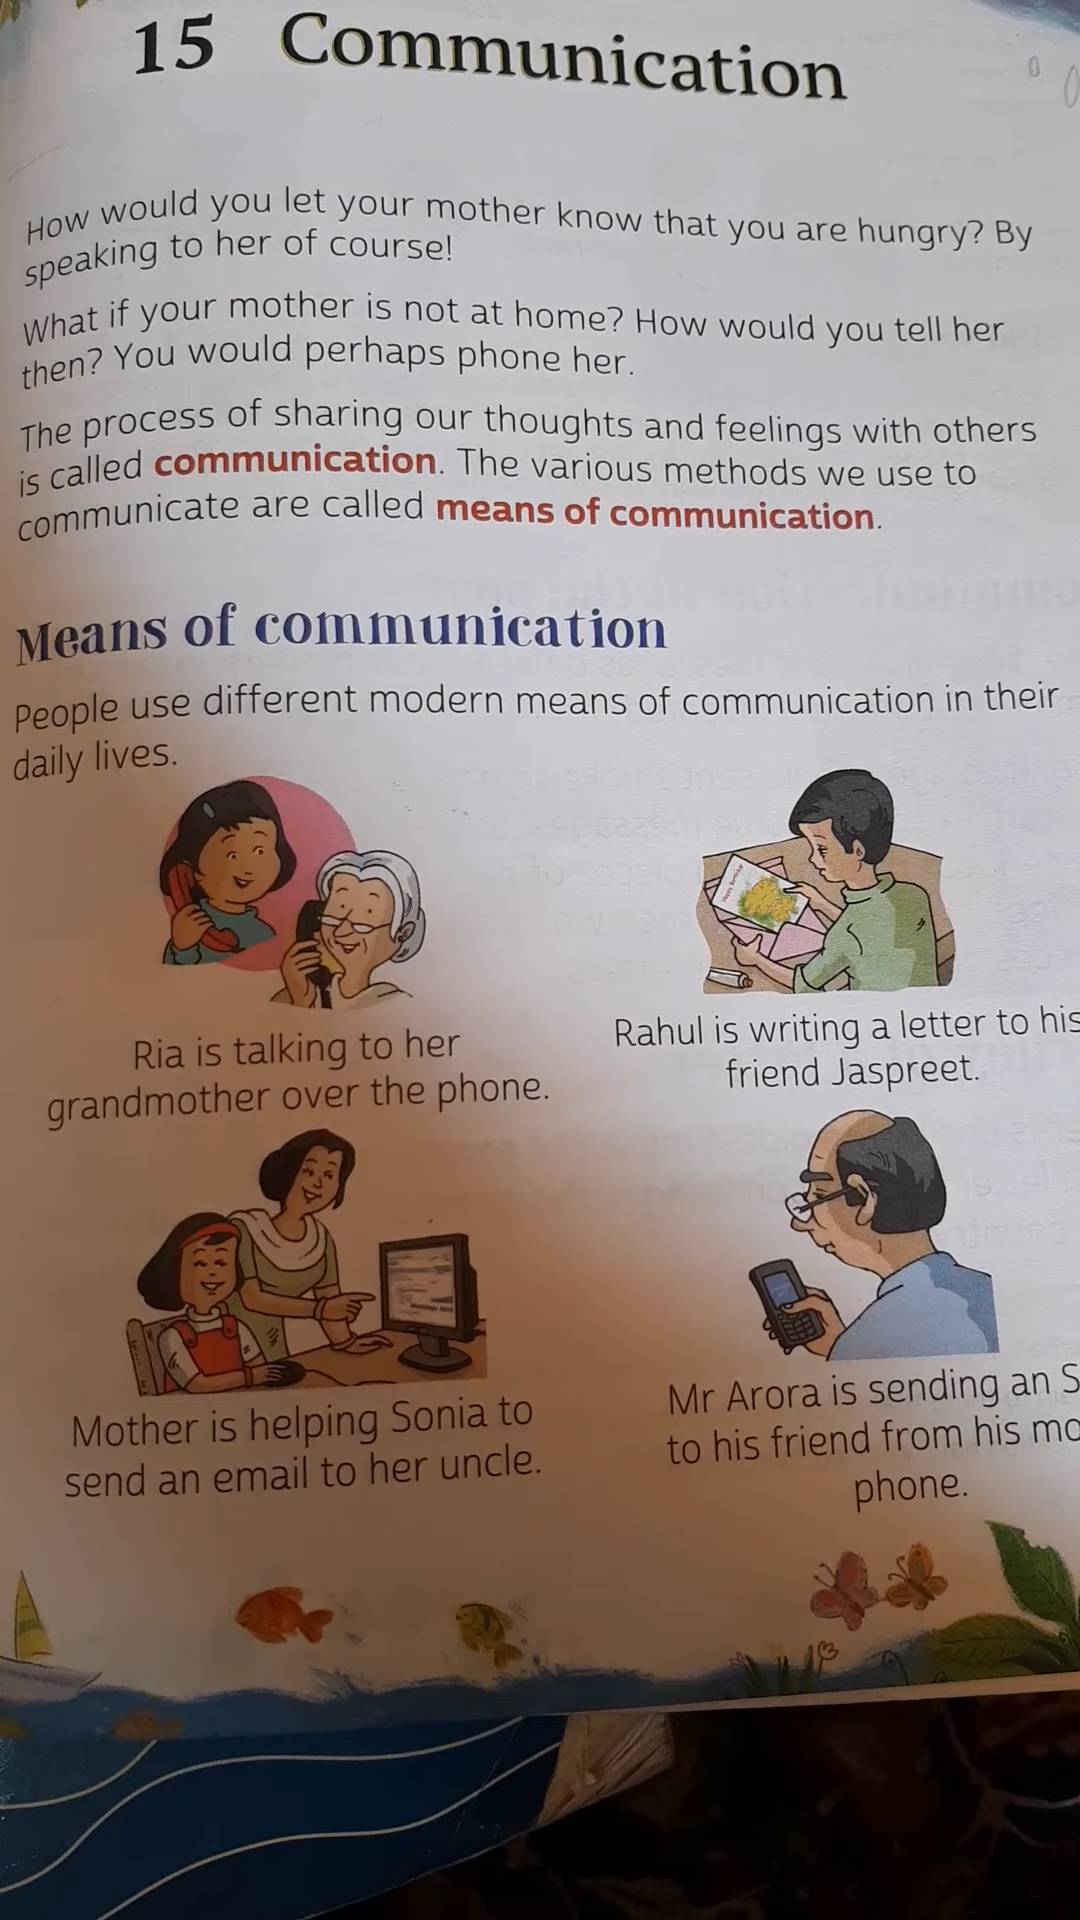 15 Communication
How would you let your mother know that you are hungry? By
speaking to her of course!
What if your mother is not at home? How would you tell her
then? You would perhaps phone her.
The process of sharing our thoughts and feelings with others
is called communication. The various methods we use to
communicate are called means of communication.
Means of communication
People use different modern means of communication in their
daily lives.
Happy Birthday
Ria is talking to her
grandmother over the phone.
Rahul is writing a letter to his
friend Jaspreet.
Message Sent
Mother is helping Sonia to
send an email to her uncle.
Mr Arora is sending an S
to his friend from his mo
phone.